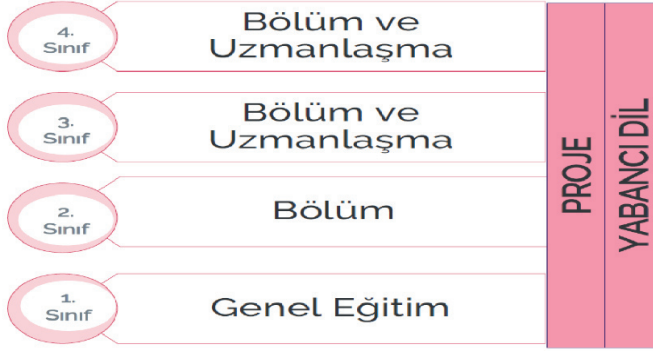 4.
Sınıf
Bölüm ve
Uzmanlaşma
3.
Sınıf
Bölüm ve
Uzmanlaşma
2.
Sınıf
Bölüm
1.
Sınıf
Genel Eğitim
PROJE
YABANCI DİL